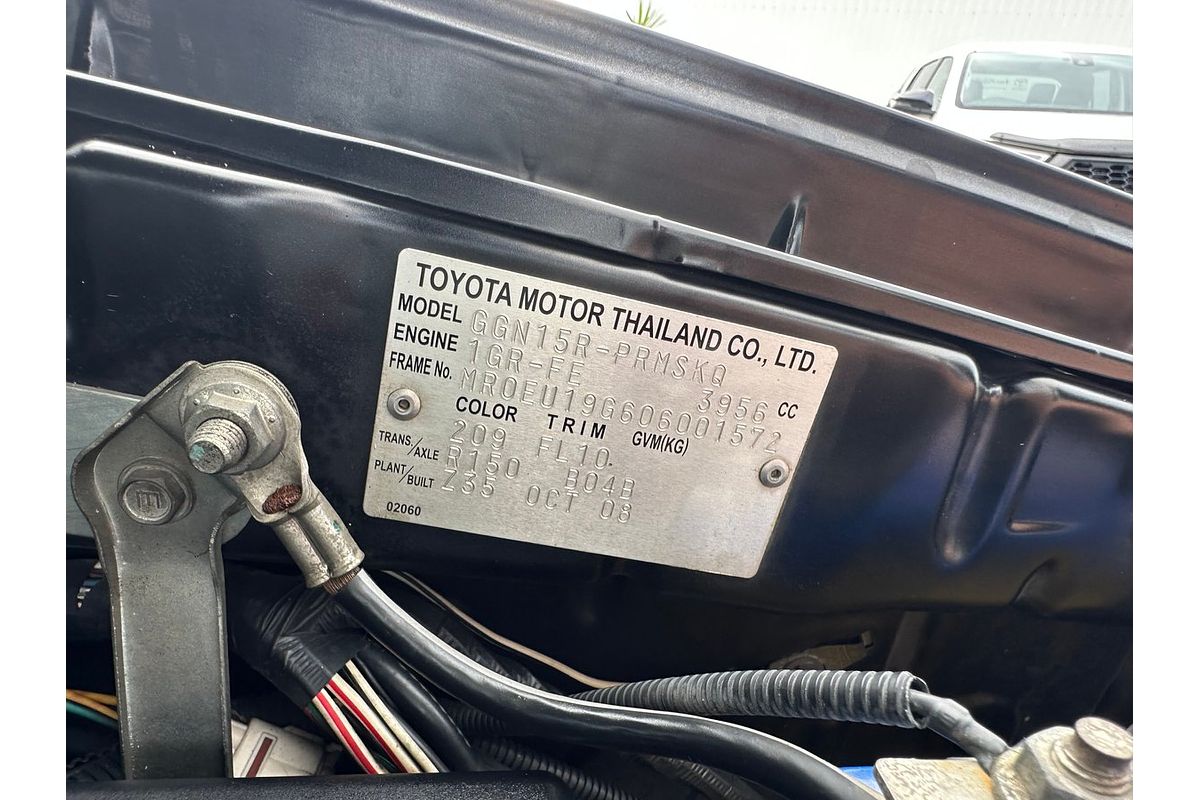 TOYOTA MOTOR THAILAND CO., LTD.
MODEL GGN15R-PRMSKQ
ENGINE 1GR-FE 3956 CC
FRAME No. MR0EU19G606001572
COLOR TRIM GVM(KG)
209 FL10.
TRANS./AXLE R150 B04B
PLANT/BUILT Z35 OCT 08
02060